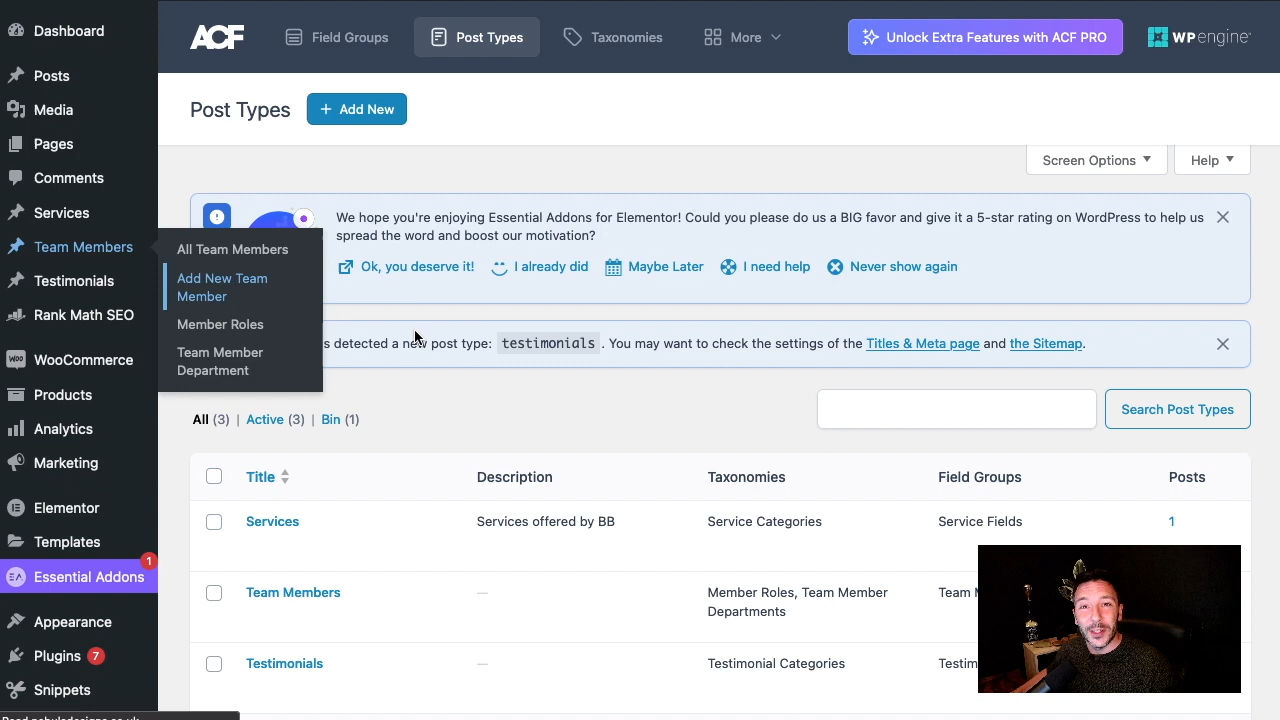 Dashboard
Posts
Media
Pages
Comments
Services
Team Members
Testimonials
Rank Math SEO
WooCommerce
Products
Analytics
Marketing
Elementor
Templates
1
EA Essential Addons
Appearance
Plugins 7
Snippets
All Team Members
Add New Team
Member
Member Roles
Team Member
Department
ACF
Field Groups
Post Types
Taxonomies
More
Unlock Extra Features with ACF PRO
WP engine
Post Types
+ Add New
Screen Options
Help
We hope you're enjoying Essential Addons for Elementor! Could you please do us a BIG favor and give it a 5-star rating on WordPress to help us
spread the word and boost our motivation?
Ok, you deserve it! I already did Maybe Later I need help Never show again
s detected a new post type: testimonials. You may want to check the settings of the Titles & Meta page and the Sitemap.
All (3) | Active (3) | Bin (1)
Search Post Types
Title Description Taxonomies Field Groups Posts
Services Services offered by BB Service Categories Service Fields 1
Team Members — Member Roles, Team Member Team
Departments
Testimonials — Testimonial Categories Testim